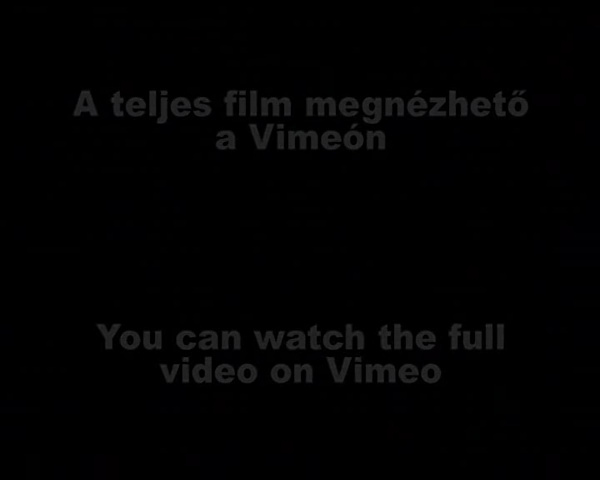 A teljes film megnézhető
a Vimeón
You can watch the full
video on Vimeo